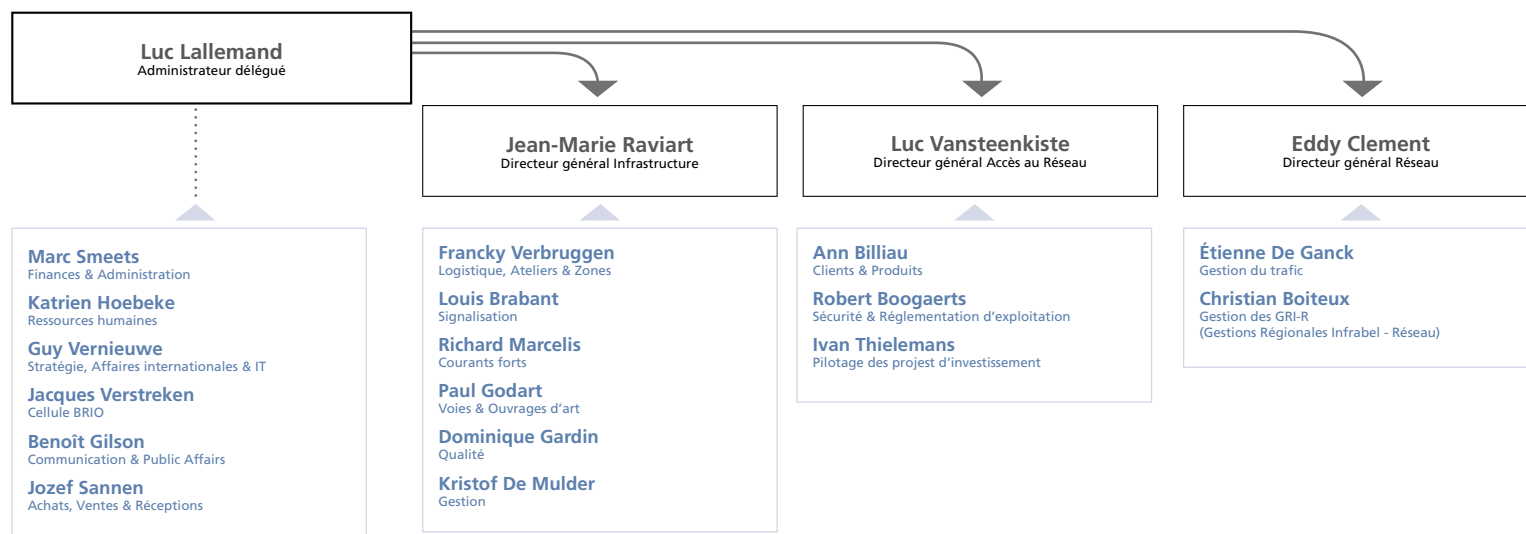 Luc Lallemand
Administrateur délégué
Jean-Marie Raviart
Directeur général Infrastructure
Luc Vansteenkiste
Directeur général Accès au Réseau
Eddy Clement
Directeur général Réseau
Marc Smeets
Finances & Administration
Katrien Hoebeke
Ressources humaines
Guy Vernieuwe
Stratégie, Affaires internationales & IT
Jacques Verstreken
Cellule BRIO
Benoît Gilson
Communication & Public Affairs
Jozef Sannen
Achats, Ventes & Réceptions
Francky Verbruggen
Logistique, Ateliers & Zones
Louis Brabant
Signalisation
Richard Marcelis
Courants forts
Paul Godart
Voies & Ouvrages d'art
Dominique Gardin
Qualité
Kristof De Mulder
Gestion
Ann Billiau
Clients & Produits
Robert Boogaerts
Sécurité & Réglementation d'exploitation
Ivan Thielemans
Pilotage des projest d'investissement
Étienne De Ganck
Gestion du trafic
Christian Boiteux
Gestion des GRI-R
(Gestions Régionales Infrabel - Réseau)